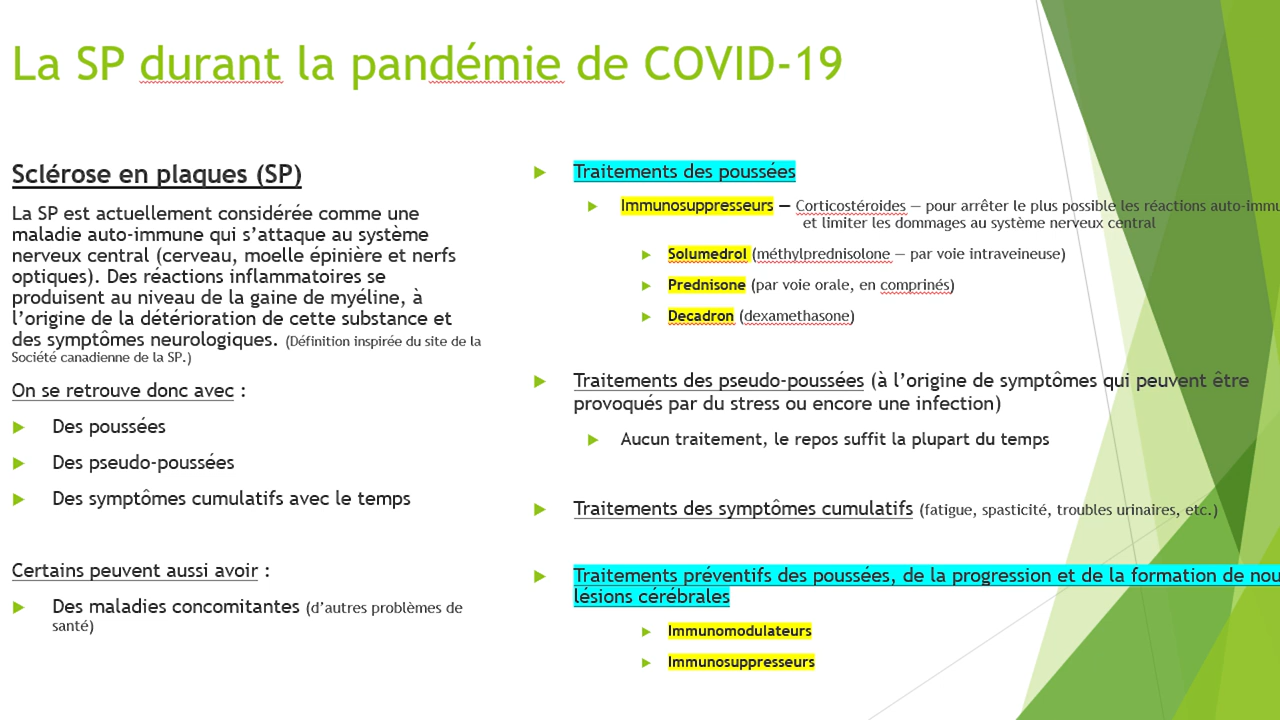 La SP durant la pandémie de COVID-19
Sclérose en plaques (SP)
La SP est actuellement considérée comme une
maladie auto-immune qui s’attaque au système
nerveux central (cerveau, moelle épinière et nerfs
optiques). Des réactions inflammatoires se
produisent au niveau de la gaine de myéline, à
l’origine de la détérioration de cette substance et
des symptômes neurologiques. (Définition inspirée du site de la
Société canadienne de la SP.)
On se retrouve donc avec :
Des poussées
Des pseudo-poussées
Des symptômes cumulatifs avec le temps
Certains peuvent aussi avoir :
Des maladies concomitantes (d’autres problèmes de
santé)
Traitements des poussées
Immunosuppresseurs — Corticostéroides — pour arrêter le plus possible les réactions auto-immu
et limiter les dommages au système nerveux central
Solumedrol (méthylprednisolone — par voie intraveineuse)
Prednisone (par voie orale, en comprinés)
Decadron (dexamethasone)
Traitements des pseudo-poussées (à l’origine de symptômes qui peuvent être
provoqués par du stress ou encore une infection)
Aucun traitement, le repos suffit la plupart du temps
Traitements des symptômes cumulatifs (fatigue, spasticité, troubles urinaires, etc.)
Traitements préventifs des poussées, de la progression et de la formation de nou
lésions cérébrales
Immunomodulateurs
Immunosuppresseurs